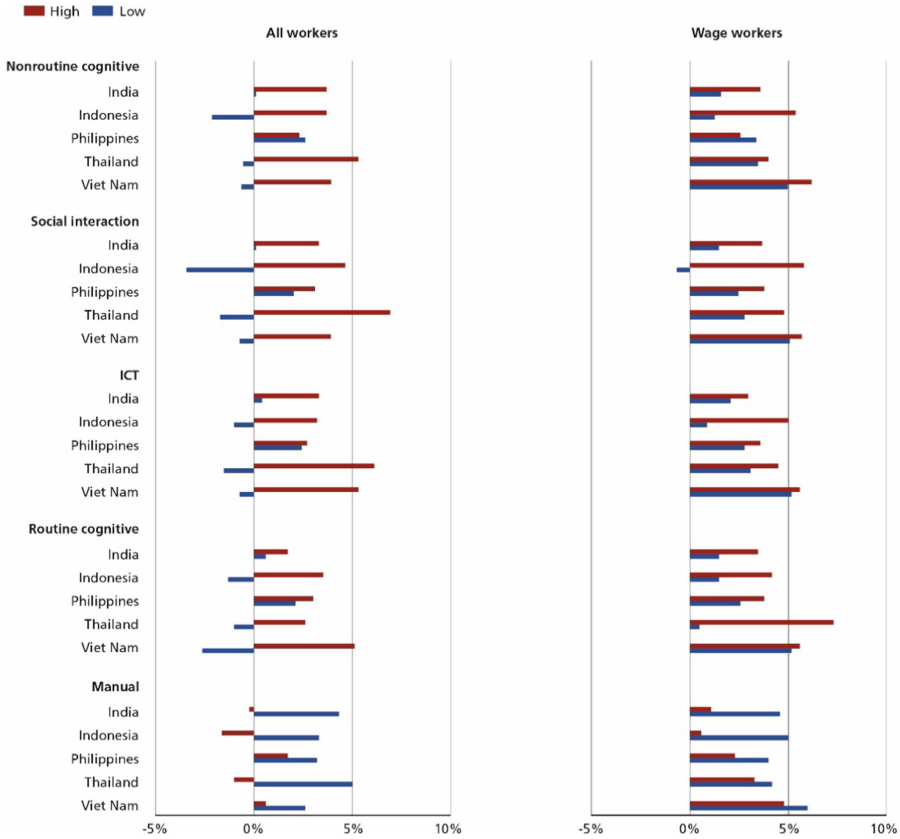 High Low
All workers Wage workers
Nonroutine cognitive
India
Indonesia
Philippines
Thailand
Viet Nam
Social interaction
India
Indonesia
Philippines
Thailand
Viet Nam
ICT
India
Indonesia
Philippines
Thailand
Viet Nam
Routine cognitive
India
Indonesia
Philippines
Thailand
Viet Nam
Manual
India
Indonesia
Philippines
Thailand
Viet Nam
-5% 0% 5% 10% -5% 0% 5% 10%